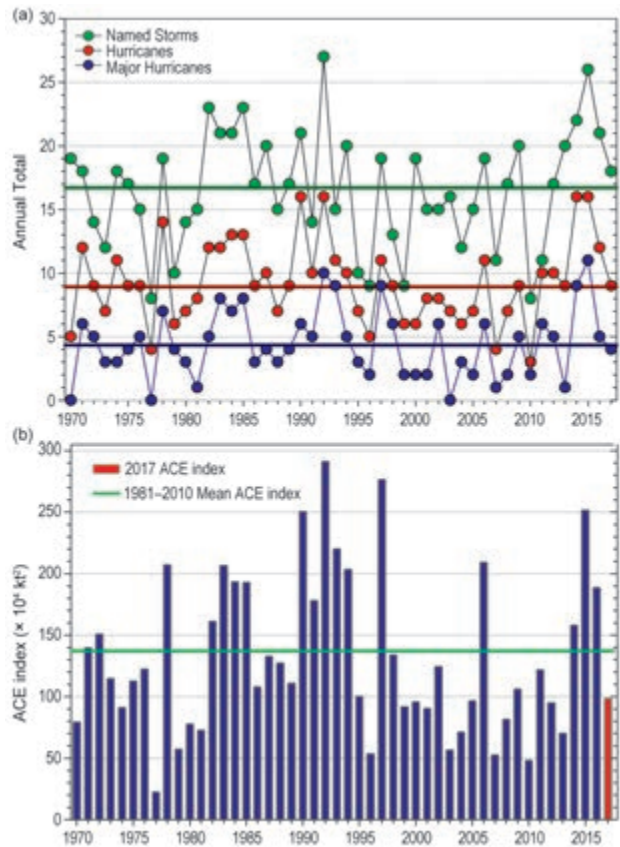 (a)
30
25
20
15
10
5
0
Annual Total
Named Storms
Hurricanes
Major Hurricanes
1970 1975 1980 1985 1990 1995 2000 2005 2010 2015
(b)
300
250
200
150
100
50
0
ACE index (× 10⁴ kt²)
2017 ACE index
1981–2010 Mean ACE index
1970 1975 1980 1985 1990 1995 2000 2005 2010 2015